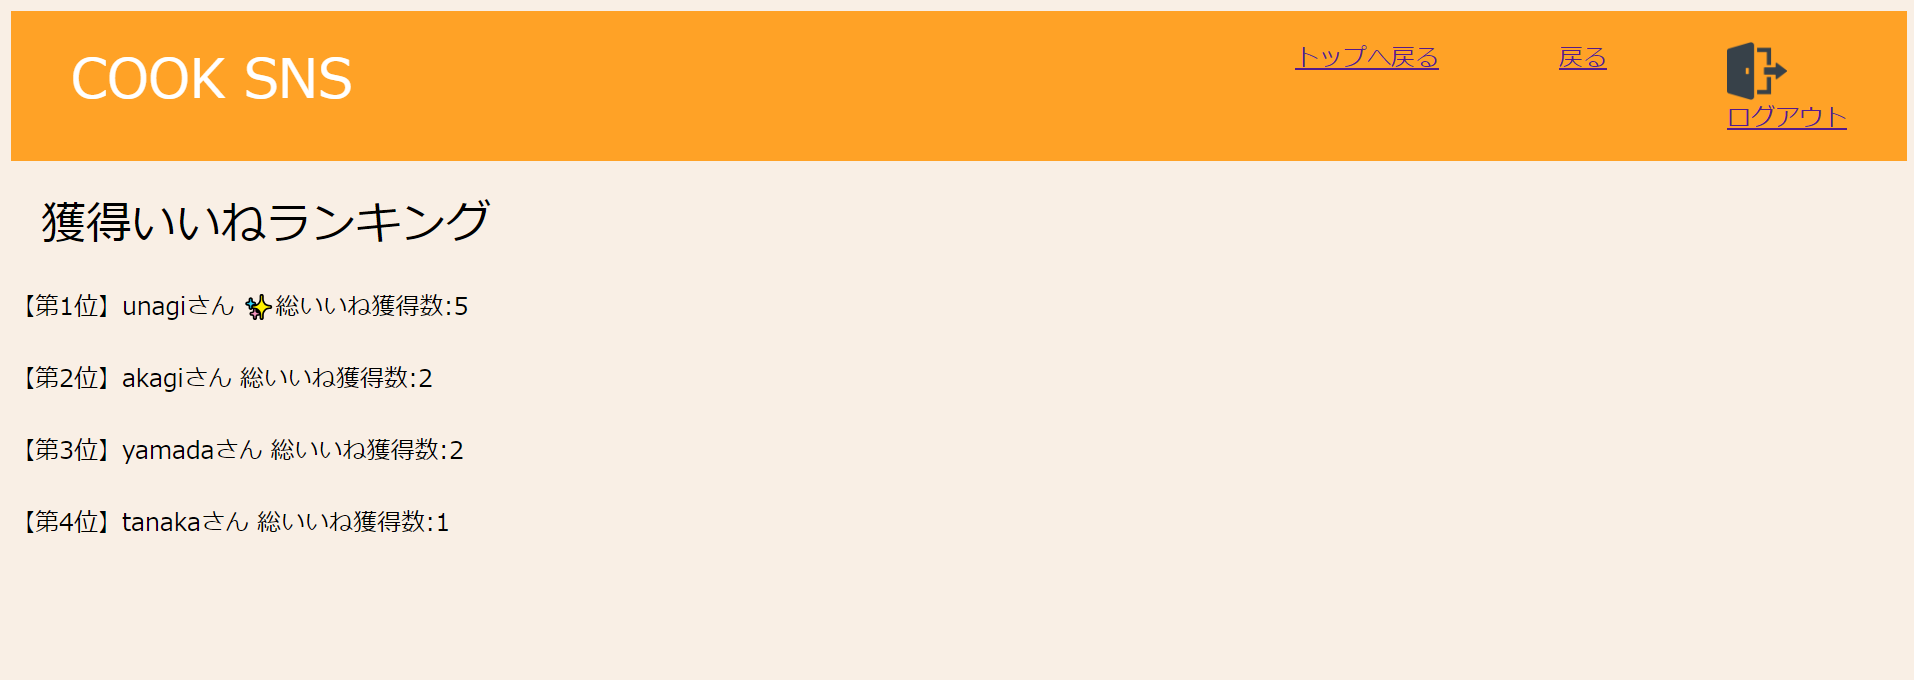 COOK SNS
トップへ戻る
戻る
ログアウト
獲得いいねランキング
【第1位】unagiさん ✨総いいね獲得数:5
【第2位】akagiさん 総いいね獲得数:2
【第3位】yamadaさん 総いいね獲得数:2
【第4位】tanakaさん 総いいね獲得数:1